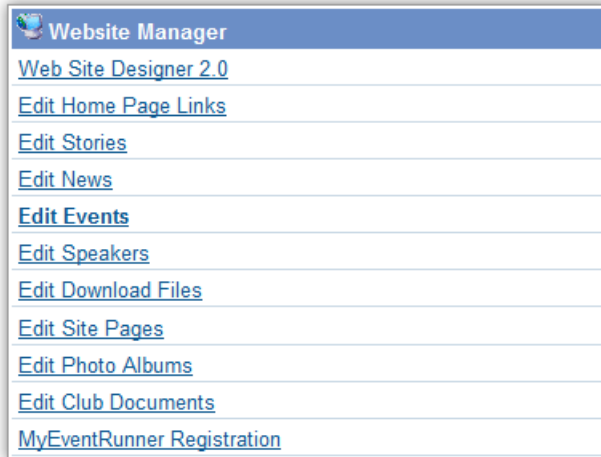 Website Manager
Web Site Designer 2.0
Edit Home Page Links
Edit Stories
Edit News
Edit Events
Edit Speakers
Edit Download Files
Edit Site Pages
Edit Photo Albums
Edit Club Documents
MyEventRunner Registration